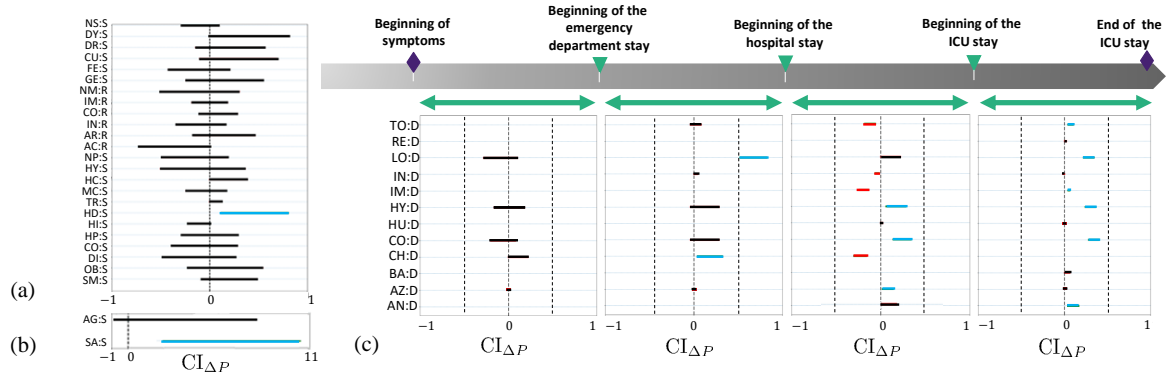 NS:S
DY:S
DR:S
CU:S
FE:S
GE:S
NM:R
IM:R
CO:R
IN:R
AR:R
AC:R
NP:S
HY:S
HC:S
MC:S
TR:S
HD:S
HI:S
HP:S
CO:S
DI:S
OB:S
SM:S
−1 0 1
(a)
AG:S
SA:S
−1 0 11
(b)
CI_ΔP
Beginning of symptoms
Beginning of the emergency department stay
Beginning of the hospital stay
Beginning of the ICU stay
End of the ICU stay
TO:D
RE:D
LO:D
IN:D
IM:D
HY:D
HU:D
CO:D
CH:D
BA:D
AZ:D
AN:D
(c)
−1 0 1
−1 0 1
−1 0 1
−1 0 1
CI_ΔP
CI_ΔP
CI_ΔP
CI_ΔP